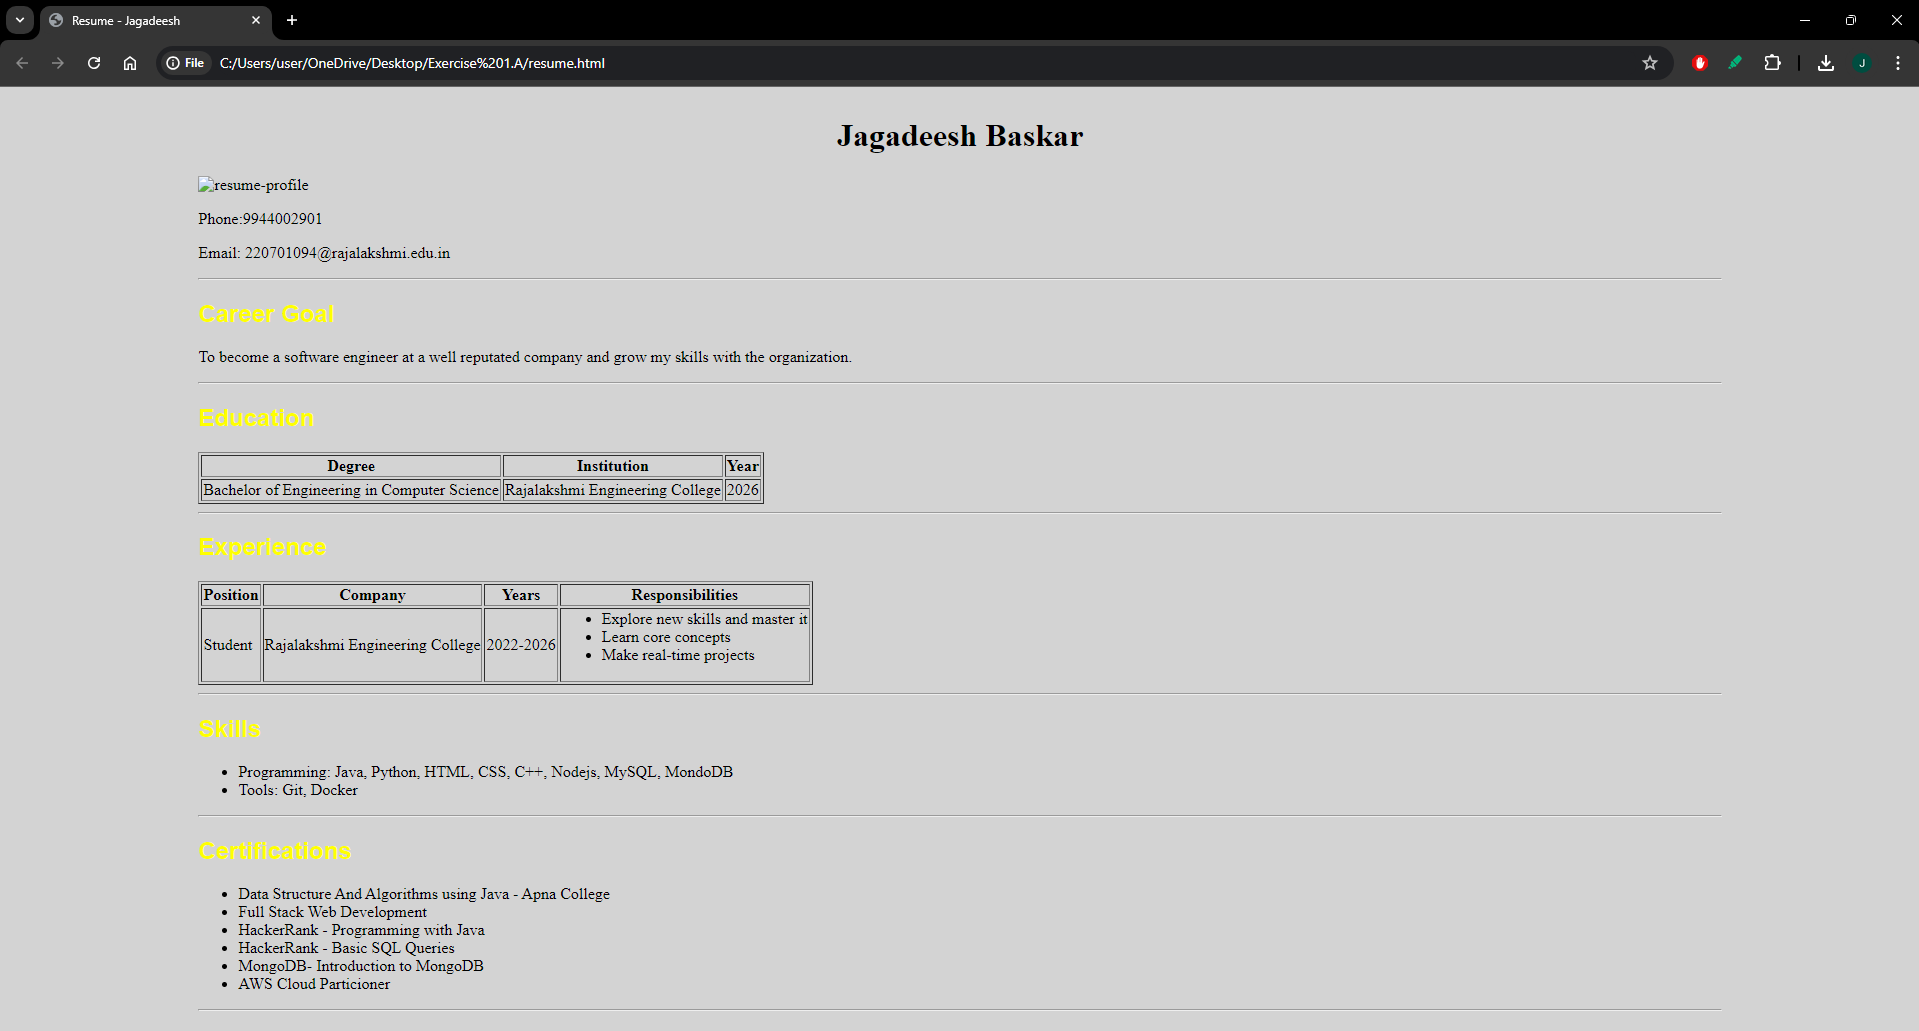 Resume - Jagadeesh
File C:/Users/user/OneDrive/Desktop/Exercise%201.A/resume.html
J
Jagadeesh Baskar
resume-profile
Phone:9944002901
Email: 220701094@rajalakshmi.edu.in
Career Goal
To become a software engineer at a well reputated company and grow my skills with the organization.
Education
Degree Institution Year
Bachelor of Engineering in Computer Science Rajalakshmi Engineering College 2026
Experience
Position Company Years Responsibilities
Student Rajalakshmi Engineering College 2022-2026
Explore new skills and master it
Learn core concepts
Make real-time projects
Skills
Programming: Java, Python, HTML, CSS, C++, Nodejs, MySQL, MondoDB
Tools: Git, Docker
Certifications
Data Structure And Algorithms using Java - Apna College
Full Stack Web Development
HackerRank - Programming with Java
HackerRank - Basic SQL Queries
MongoDB- Introduction to MongoDB
AWS Cloud Particioner